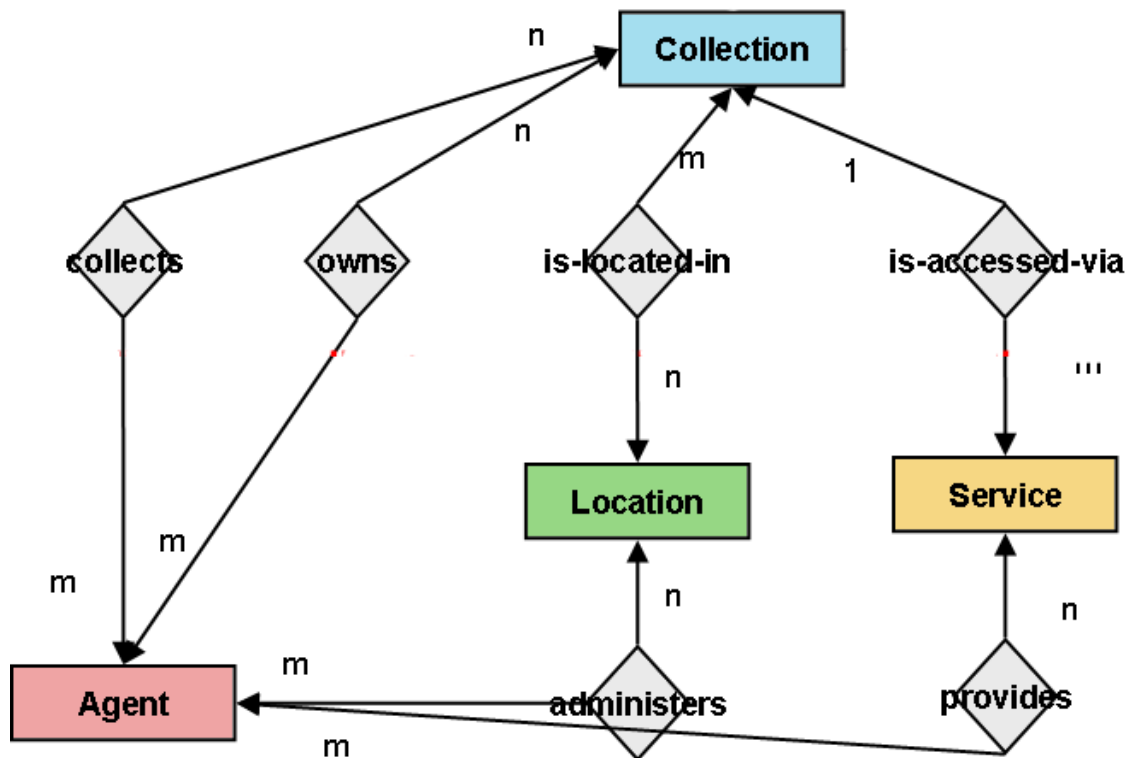 n
Collection
n
m
1
collects
owns
is-located-in
is-accessed-via
n
Location
Service
m
m
n
n
m
Agent
administers
provides
m